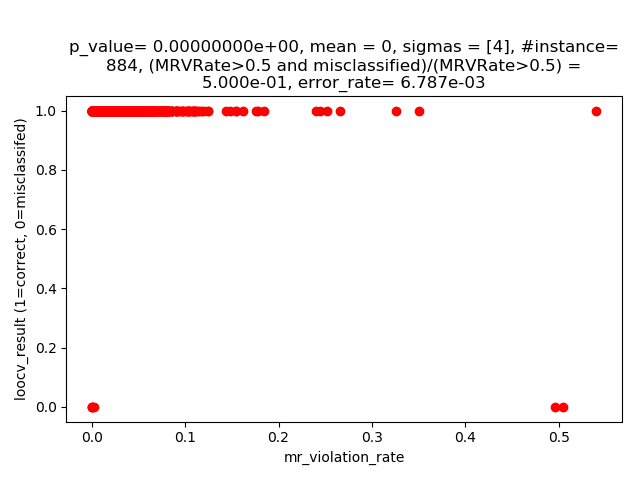 p_value= 0.00000000e+00, mean = 0, sigmas = [4], #instance=
884, (MRVRate>0.5 and misclassified)/(MRVRate>0.5) =
5.000e-01, error_rate= 6.787e-03
loocv_result (1=correct, 0=misclassifed)
1.0
0.8
0.6
0.4
0.2
0.0
0.0 0.1 0.2 0.3 0.4 0.5
mr_violation_rate